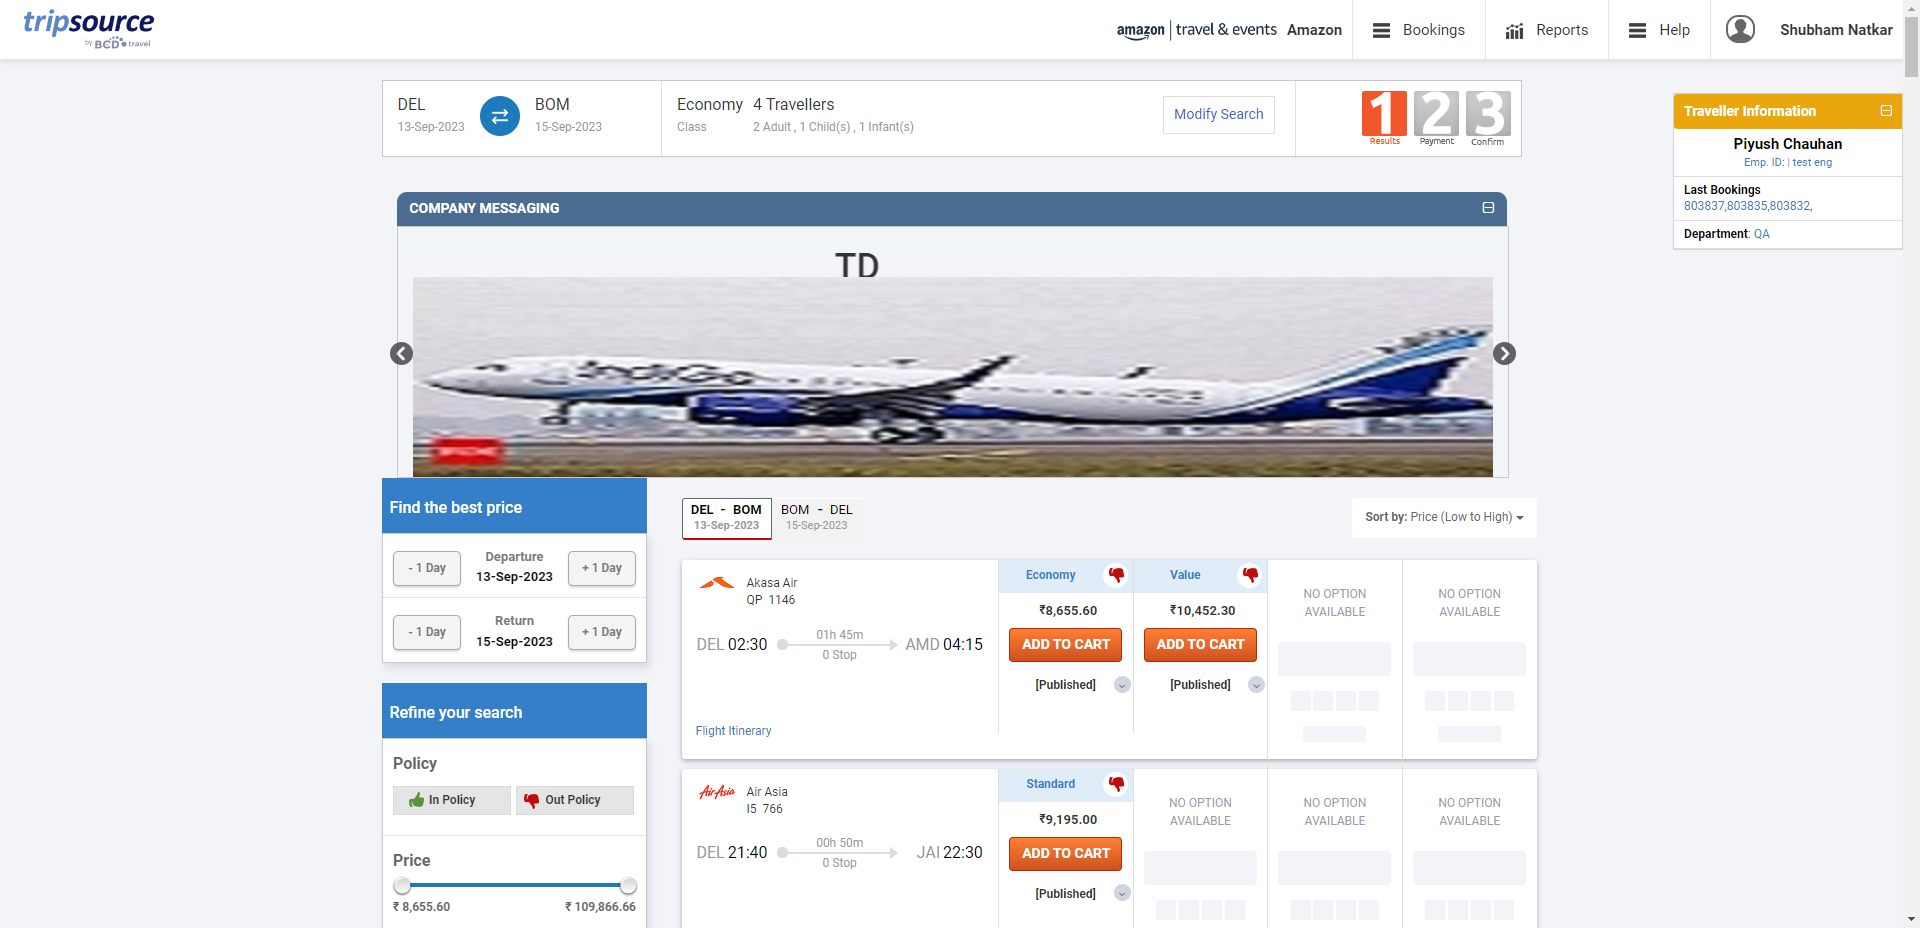 tripsource
by BCD travel
amazon | travel & events Amazon
Bookings
Reports
Help
Shubham Natkar
DEL
13-Sep-2023
BOM
15-Sep-2023
Economy
Class
4 Travellers
2 Adult , 1 Child(s) , 1 Infant(s)
Modify Search
1
Results
2
Payment
3
Confirm
Traveller Information
Piyush Chauhan
Emp. ID: | test eng
Last Bookings
803837,803835,803832,
Department: QA
COMPANY MESSAGING
TD
IndiGo
Find the best price
- 1 Day
Departure
13-Sep-2023
+ 1 Day
- 1 Day
Return
15-Sep-2023
+ 1 Day
Refine your search
Policy
In Policy
Out Policy
Price
₹ 8,655.60
₹ 109,866.66
DEL - BOM
13-Sep-2023
BOM - DEL
15-Sep-2023
Sort by: Price (Low to High)
Akasa Air
QP 1146
DEL 02:30
01h 45m
0 Stop
AMD 04:15
Flight Itinerary
Economy
₹8,655.60
ADD TO CART
[Published]
Value
₹10,452.30
ADD TO CART
[Published]
NO OPTION
AVAILABLE
NO OPTION
AVAILABLE
AirAsia
Air Asia
I5 766
DEL 21:40
00h 50m
0 Stop
JAI 22:30
Standard
₹9,195.00
ADD TO CART
[Published]
NO OPTION
AVAILABLE
NO OPTION
AVAILABLE
NO OPTION
AVAILABLE